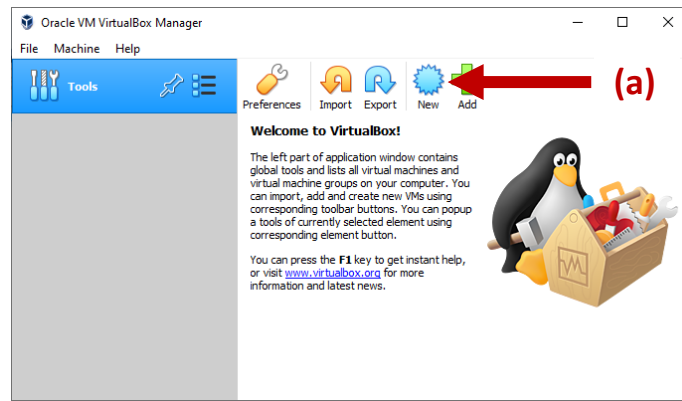 Oracle VM VirtualBox Manager
File Machine Help
Tools
Preferences Import Export New Add
(a)
Welcome to VirtualBox!
The left part of application window contains
global tools and lists all virtual machines and
virtual machine groups on your computer. You
can import, add and create new VMs using
corresponding toolbar buttons. You can popup
a tools of currently selected element using
corresponding element button.
You can press the F1 key to get instant help,
or visit www.virtualbox.org for more
information and latest news.